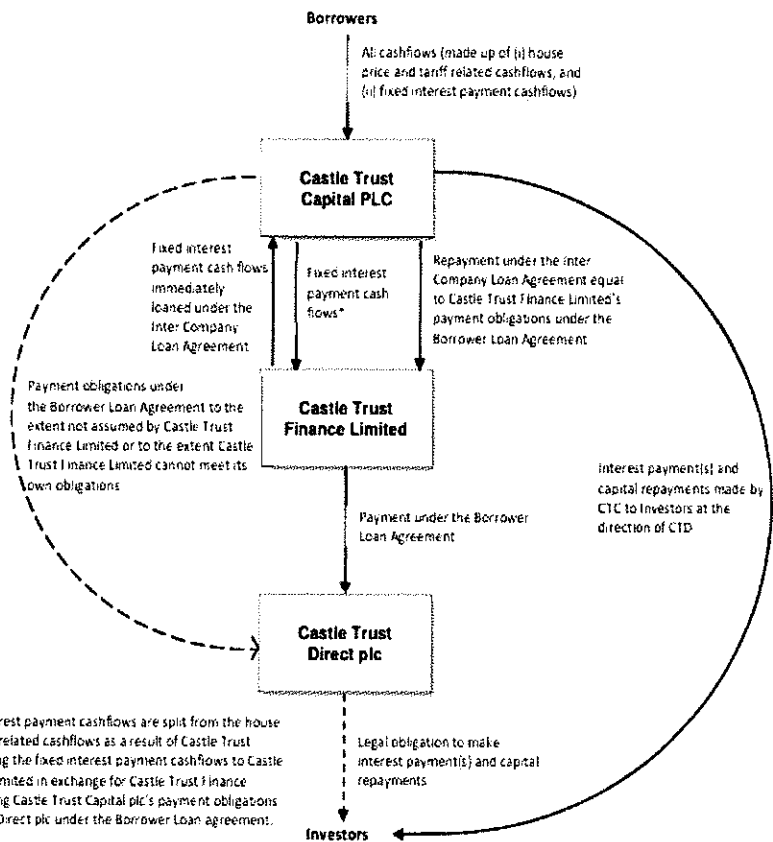 Borrowers
All cashflows (made up of (i) house
price and tariff related cashflows, and
(ii) fixed interest payment cashflows)
Castle Trust
Capital PLC
Fixed interest
payment cash flows
immediately
loaned under the
Inter Company
Loan Agreement
Fixed interest
payment cash
flows*
Repayment under the Inter
Company Loan Agreement equal
to Castle Trust Finance Limited's
payment obligations under the
Borrower Loan Agreement
Payment obligations under
the Borrower Loan Agreement to the
extent not assumed by Castle Trust
Finance Limited or to the extent Castle
Trust Finance Limited cannot meet its
own obligations
Castle Trust
Finance Limited
Interest payment(s) and
capital repayments made by
CTC to Investors at the
direction of CTD
Payment under the Borrower
Loan Agreement
Castle Trust
Direct plc
rest payment cashflows are split from the house
related cashflows as a result of Castle Trust
ng the fixed interest payment cashflows to Castle
mited in exchange for Castle Trust Finance
ng Castle Trust Capital plc's payment obligations
Direct plc under the Borrower Loan agreement.
Legal obligation to make
interest payment(s) and capital
repayments
Investors